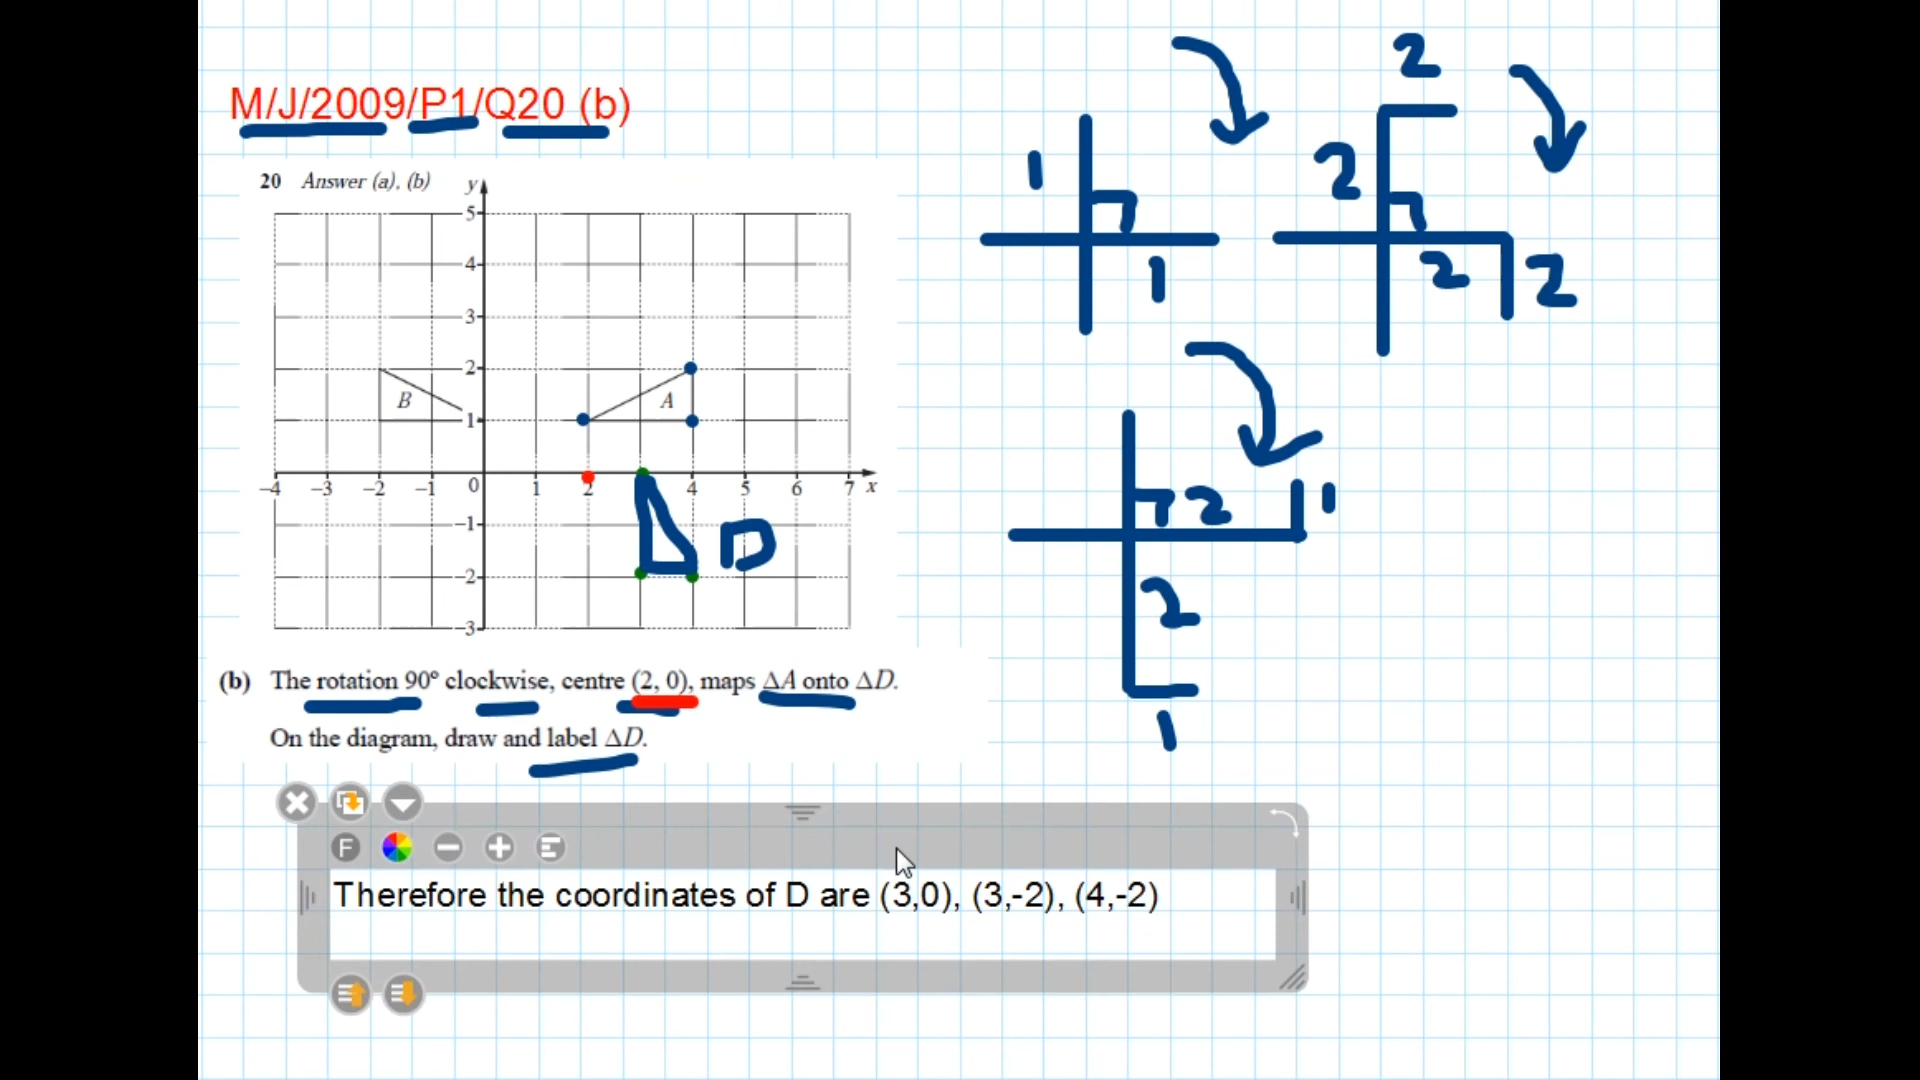 M/J/2009/P1/Q20 (b)
20 Answer (a), (b)
y
5
4
3
2
1
B
A
–4 –3 –2 –1 0 1 2 4 5 6 7 x
–1
–2
–3
D
(b) The rotation 90° clockwise, centre (2, 0), maps ΔA onto ΔD.
On the diagram, draw and label ΔD.
1
1
2
2
2
2
2
1
2
1
F
Therefore the coordinates of D are (3,0), (3,-2), (4,-2)